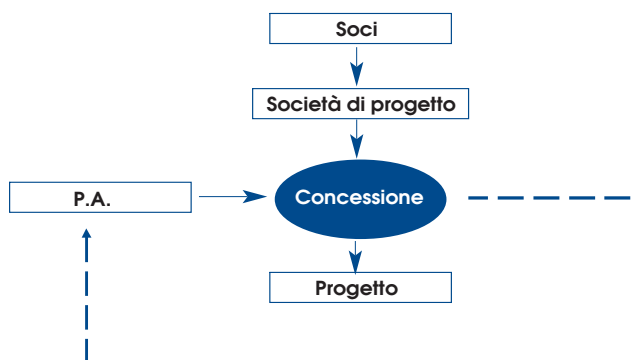 Soci
Società di progetto
P.A.
Concessione
Progetto